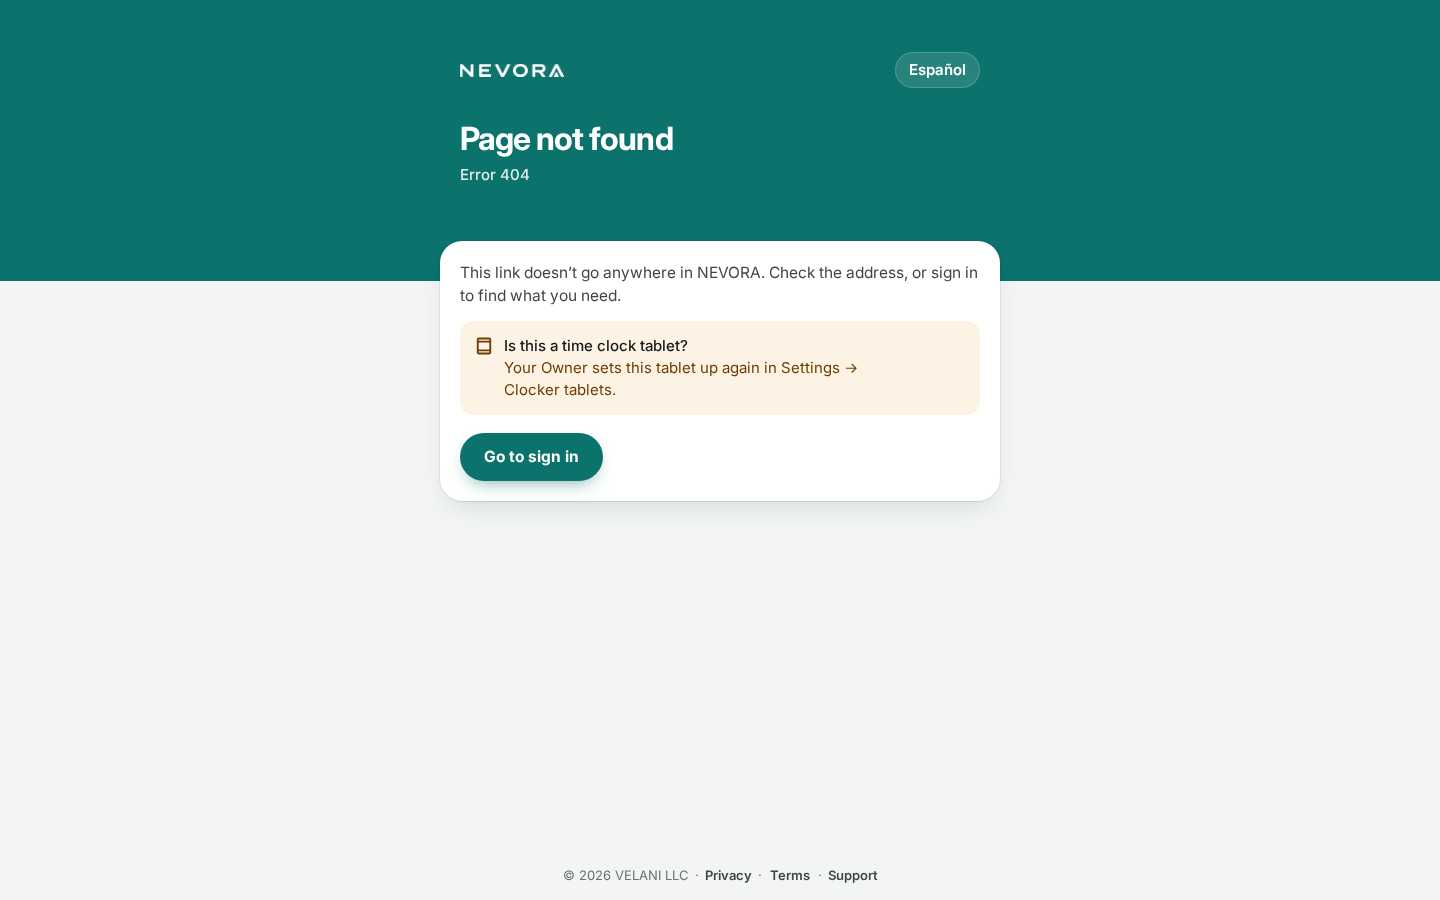 NEVORA
Español
Page not found
Error 404
This link doesn’t go anywhere in NEVORA. Check the address, or sign in
to find what you need.
Is this a time clock tablet?
Your Owner sets this tablet up again in Settings →
Clocker tablets.
Go to sign in
© 2026 VELANI LLC · Privacy · Terms · Support